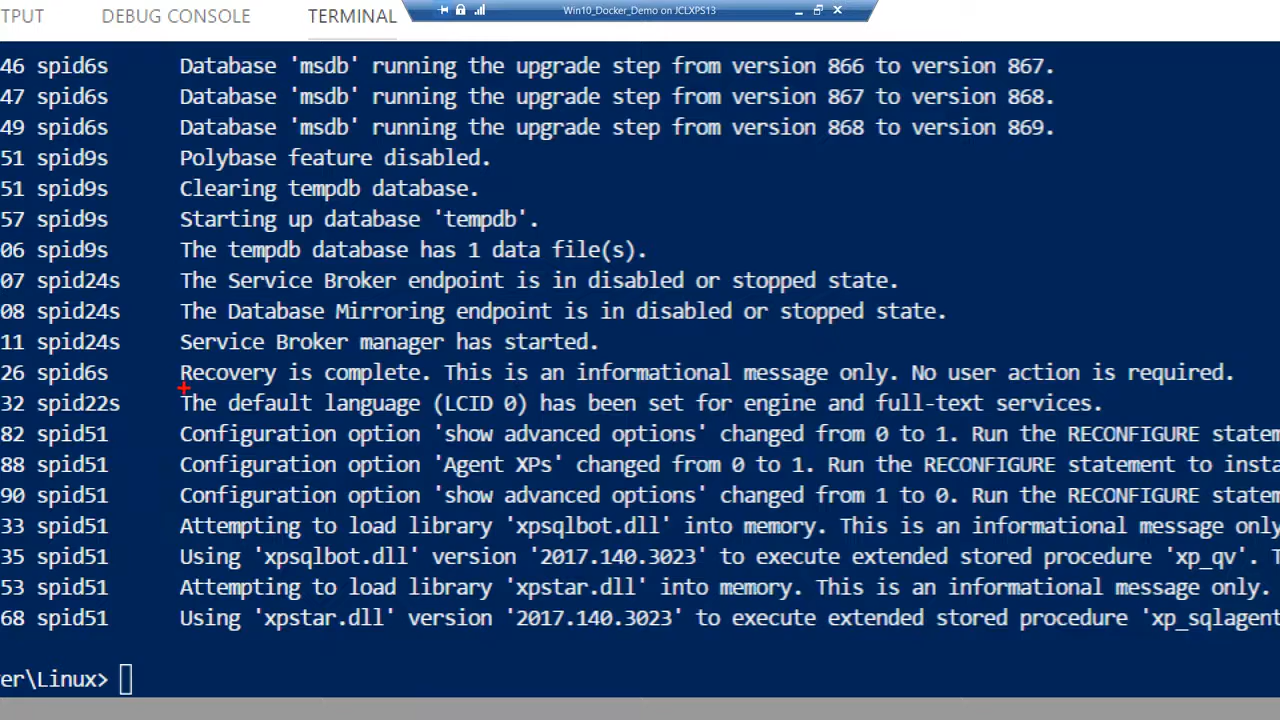 TPUT DEBUG CONSOLE TERMINAL Win10_Docker_Demo on JCLXPS13
46 spid6s Database 'msdb' running the upgrade step from version 866 to version 867.
47 spid6s Database 'msdb' running the upgrade step from version 867 to version 868.
49 spid6s Database 'msdb' running the upgrade step from version 868 to version 869.
51 spid9s Polybase feature disabled.
51 spid9s Clearing tempdb database.
57 spid9s Starting up database 'tempdb'.
06 spid9s The tempdb database has 1 data file(s).
07 spid24s The Service Broker endpoint is in disabled or stopped state.
08 spid24s The Database Mirroring endpoint is in disabled or stopped state.
11 spid24s Service Broker manager has started.
26 spid6s Recovery is complete. This is an informational message only. No user action is required.
32 spid22s The default language (LCID 0) has been set for engine and full-text services.
82 spid51 Configuration option 'show advanced options' changed from 0 to 1. Run the RECONFIGURE statem
88 spid51 Configuration option 'Agent XPs' changed from 0 to 1. Run the RECONFIGURE statement to insta
90 spid51 Configuration option 'show advanced options' changed from 1 to 0. Run the RECONFIGURE statem
33 spid51 Attempting to load library 'xpsqlbot.dll' into memory. This is an informational message only
35 spid51 Using 'xpsqlbot.dll' version '2017.140.3023' to execute extended stored procedure 'xp_qv'. T
53 spid51 Attempting to load library 'xpstar.dll' into memory. This is an informational message only.
68 spid51 Using 'xpstar.dll' version '2017.140.3023' to execute extended stored procedure 'xp_sqlagent
er\Linux>